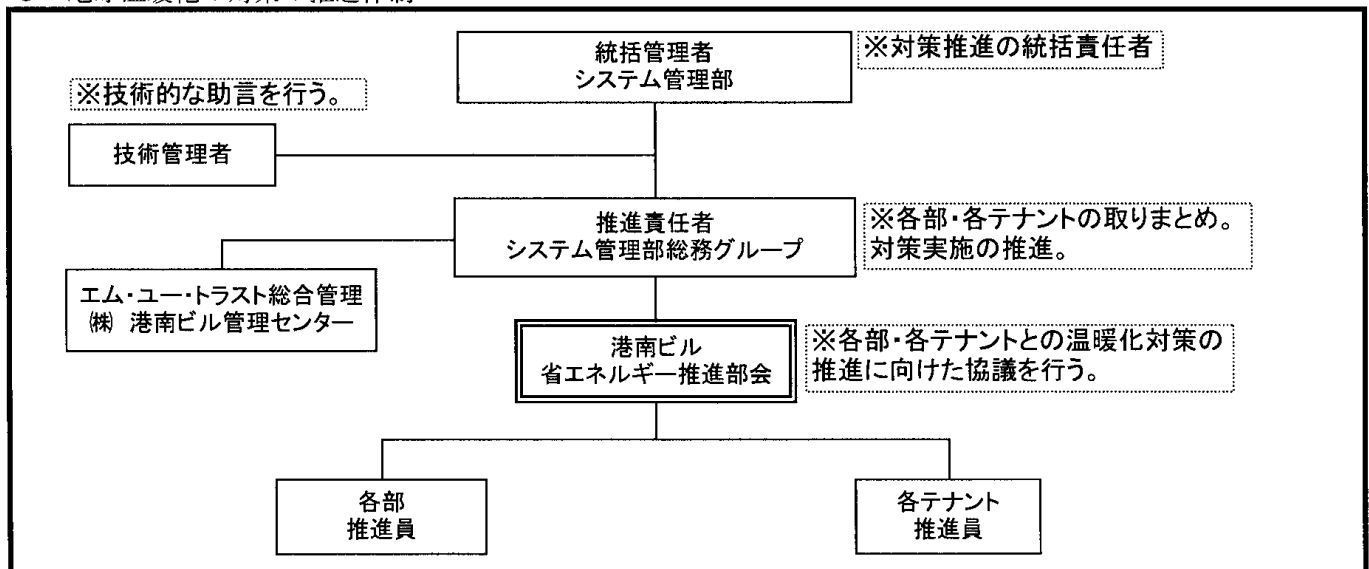 統括管理者
システム管理部
※対策推進の統括責任者
※技術的な助言を行う。
技術管理者
推進責任者
システム管理部総務グループ
※各部・各テナントの取りまとめ。
対策実施の推進。
エム・ユー・トラスト総合管理
㈱ 港南ビル管理センター
港南ビル
省エネルギー推進部会
※各部・各テナントとの温暖化対策の
推進に向けた協議を行う。
各部
推進員
各テナント
推進員